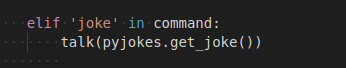 elif 'joke' in command:
talk(pyjokes.get_joke())